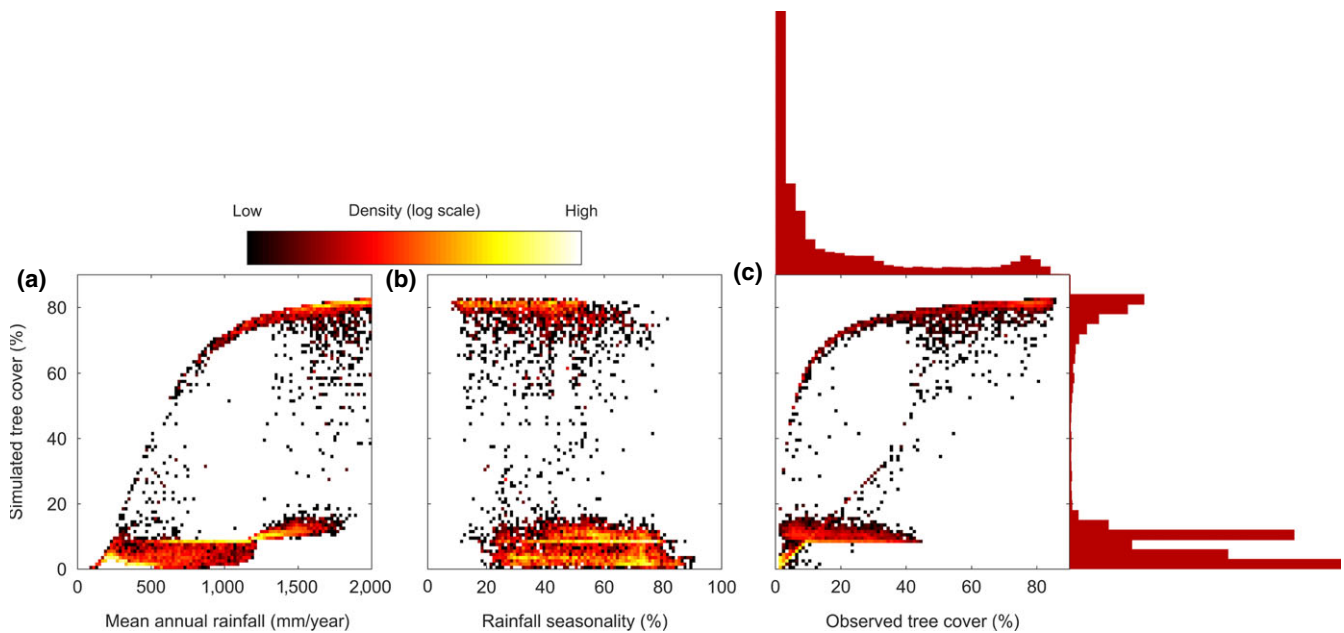 Low Density (log scale) High
(a) (b) (c)
Simulated tree cover (%)
80
60
40
20
0
0 500 1,000 1,500 2,000
Mean annual rainfall (mm/year)
0 20 40 60 80 100
Rainfall seasonality (%)
0 20 40 60 80
Observed tree cover (%)